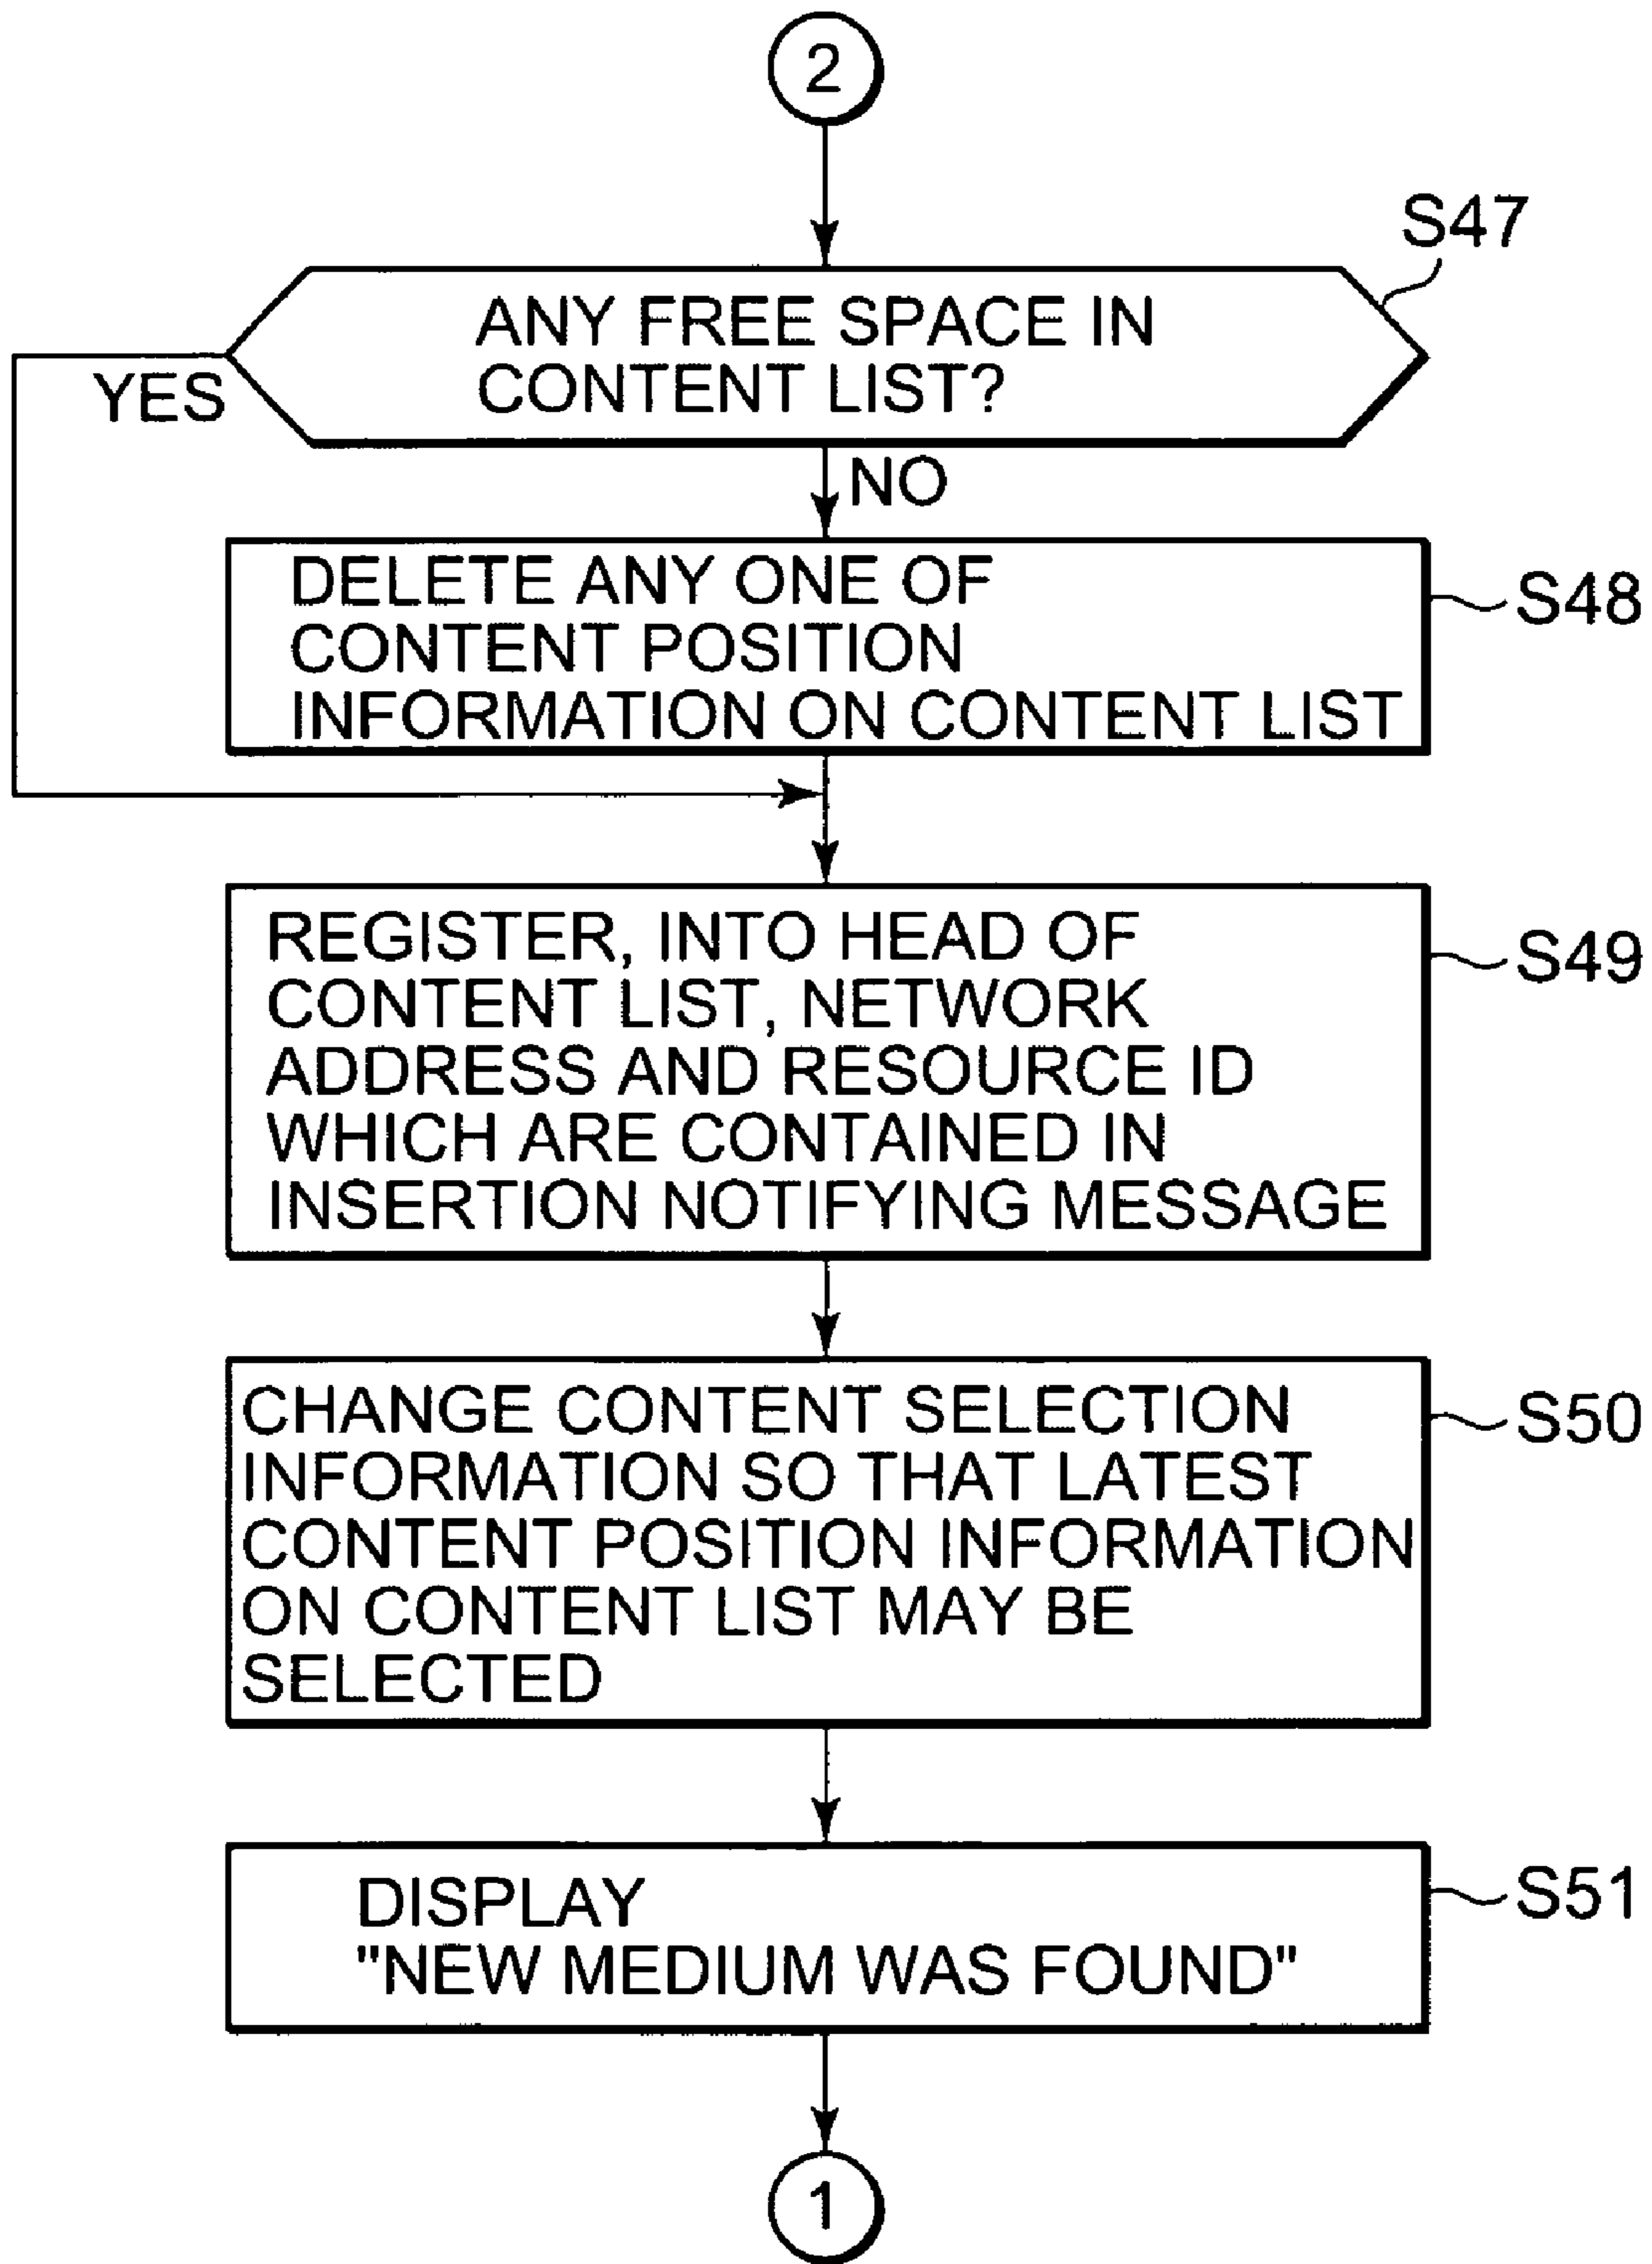 2
S47
ANY FREE SPACE IN
CONTENT LIST?
YES
NO
DELETE ANY ONE OF
CONTENT POSITION
INFORMATION ON CONTENT LIST
S48
REGISTER, INTO HEAD OF
CONTENT LIST, NETWORK
ADDRESS AND RESOURCE ID
WHICH ARE CONTAINED IN
INSERTION NOTIFYING MESSAGE
S49
CHANGE CONTENT SELECTION
INFORMATION SO THAT LATEST
CONTENT POSITION INFORMATION
ON CONTENT LIST MAY BE
SELECTED
S50
DISPLAY
"NEW MEDIUM WAS FOUND"
S51
1